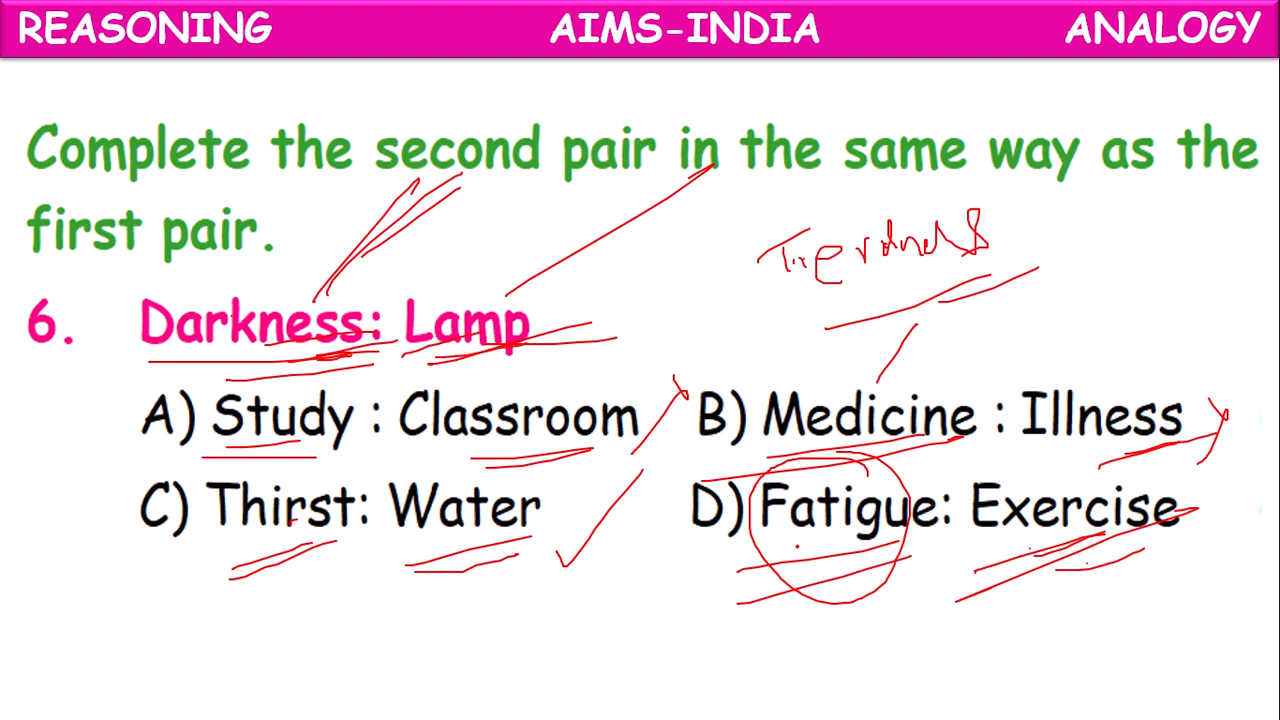 REASONING AIMS-INDIA ANALOGY
Complete the second pair in the same way as the
first pair.
6. Darkness: Lamp
A) Study : Classroom B) Medicine : Illness
C) Thirst: Water D) Fatigue: Exercise